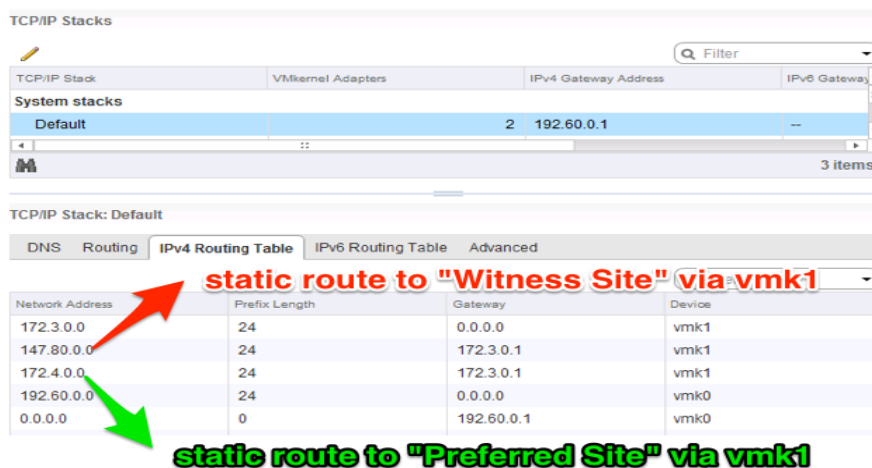 TCP/IP Stacks
Filter
TCP/IP Stack VMkernel Adapters IPv4 Gateway Address IPv6 Gateway
System stacks
Default 2 192.60.0.1 --
3 items
TCP/IP Stack: Default
DNS Routing IPv4 Routing Table IPv6 Routing Table Advanced
static route to "Witness Site" via vmk1
Network Address Prefix Length Gateway Device
172.3.0.0 24 0.0.0.0 vmk1
147.80.0.0 24 172.3.0.1 vmk1
172.4.0.0 24 172.3.0.1 vmk1
192.60.0.0 24 0.0.0.0 vmk0
0.0.0.0 0 192.60.0.1 vmk0
static route to "Preferred Site" via vmk1